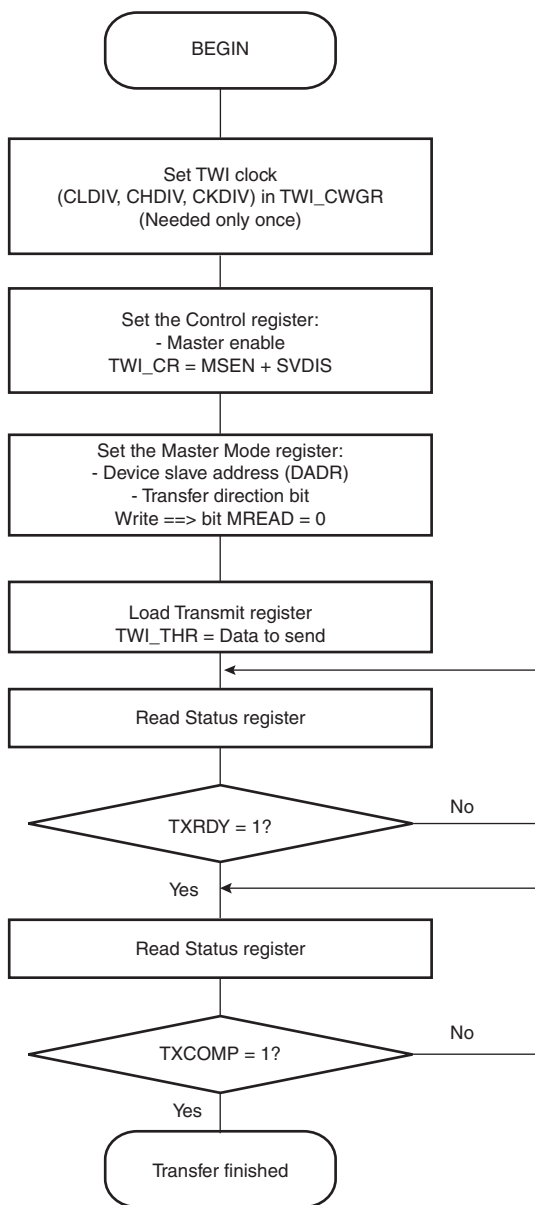 BEGIN
Set TWI clock
(CLDIV, CHDIV, CKDIV) in TWI_CWGR
(Needed only once)
Set the Control register:
- Master enable
TWI_CR = MSEN + SVDIS
Set the Master Mode register:
- Device slave address (DADR)
- Transfer direction bit
Write ==> bit MREAD = 0
Load Transmit register
TWI_THR = Data to send
Read Status register
TXRDY = 1?
No
Yes
Read Status register
TXCOMP = 1?
No
Yes
Transfer finished